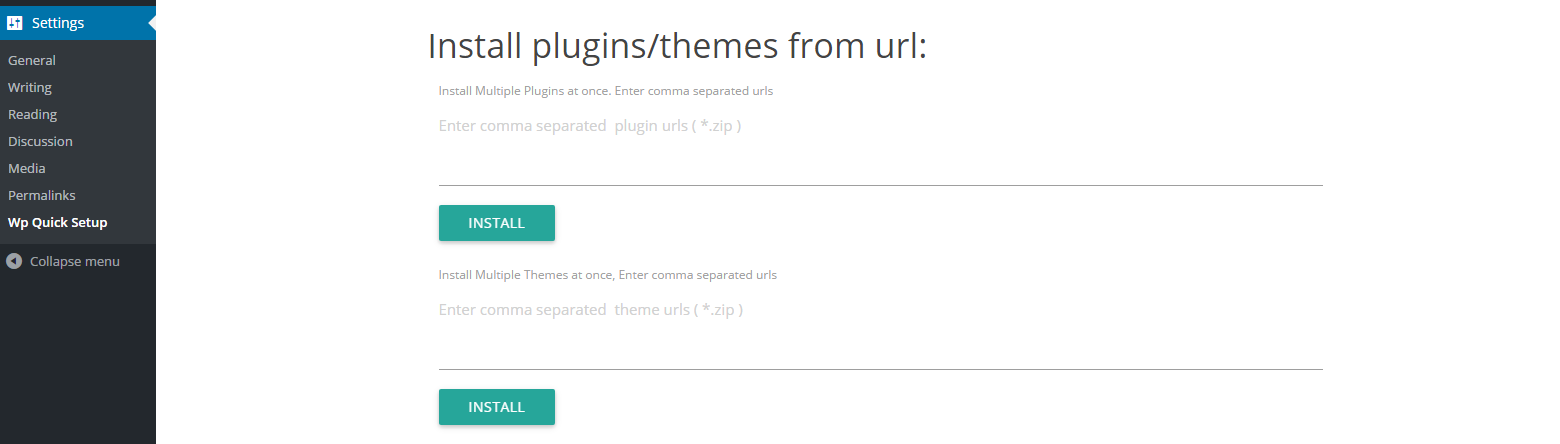 Settings
General
Writing
Reading
Discussion
Media
Permalinks
Wp Quick Setup
Collapse menu
Install plugins/themes from url:
Install Multiple Plugins at once. Enter comma separated urls
Enter comma separated  plugin urls ( *.zip )
INSTALL
Install Multiple Themes at once, Enter comma separated urls
Enter comma separated  theme urls ( *.zip )
INSTALL